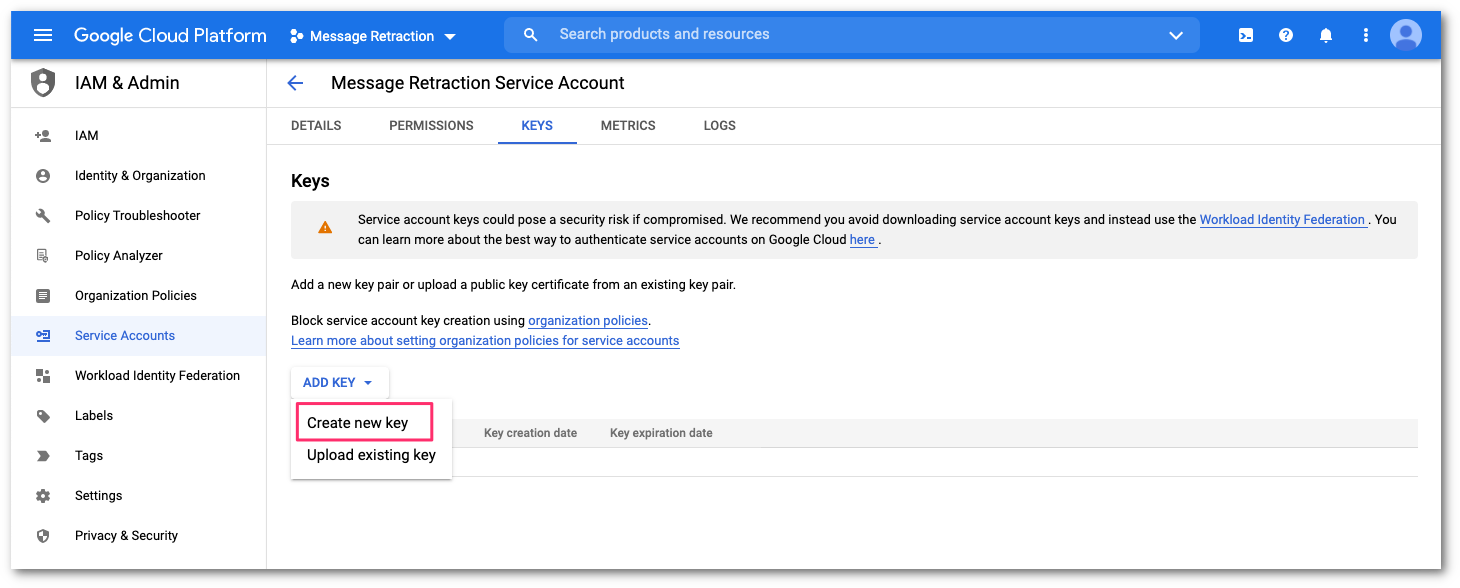 Google Cloud Platform
Message Retraction
Search products and resources
IAM & Admin
Message Retraction Service Account
IAM
Identity & Organization
Policy Troubleshooter
Policy Analyzer
Organization Policies
Service Accounts
Workload Identity Federation
Labels
Tags
Settings
Privacy & Security
DETAILS PERMISSIONS KEYS METRICS LOGS
Keys
Service account keys could pose a security risk if compromised. We recommend you avoid downloading service account keys and instead use the Workload Identity Federation . You
can learn more about the best way to authenticate service accounts on Google Cloud here .
Add a new key pair or upload a public key certificate from an existing key pair.
Block service account key creation using organization policies.
Learn more about setting organization policies for service accounts
ADD KEY
Create new key
Upload existing key
Key creation date Key expiration date